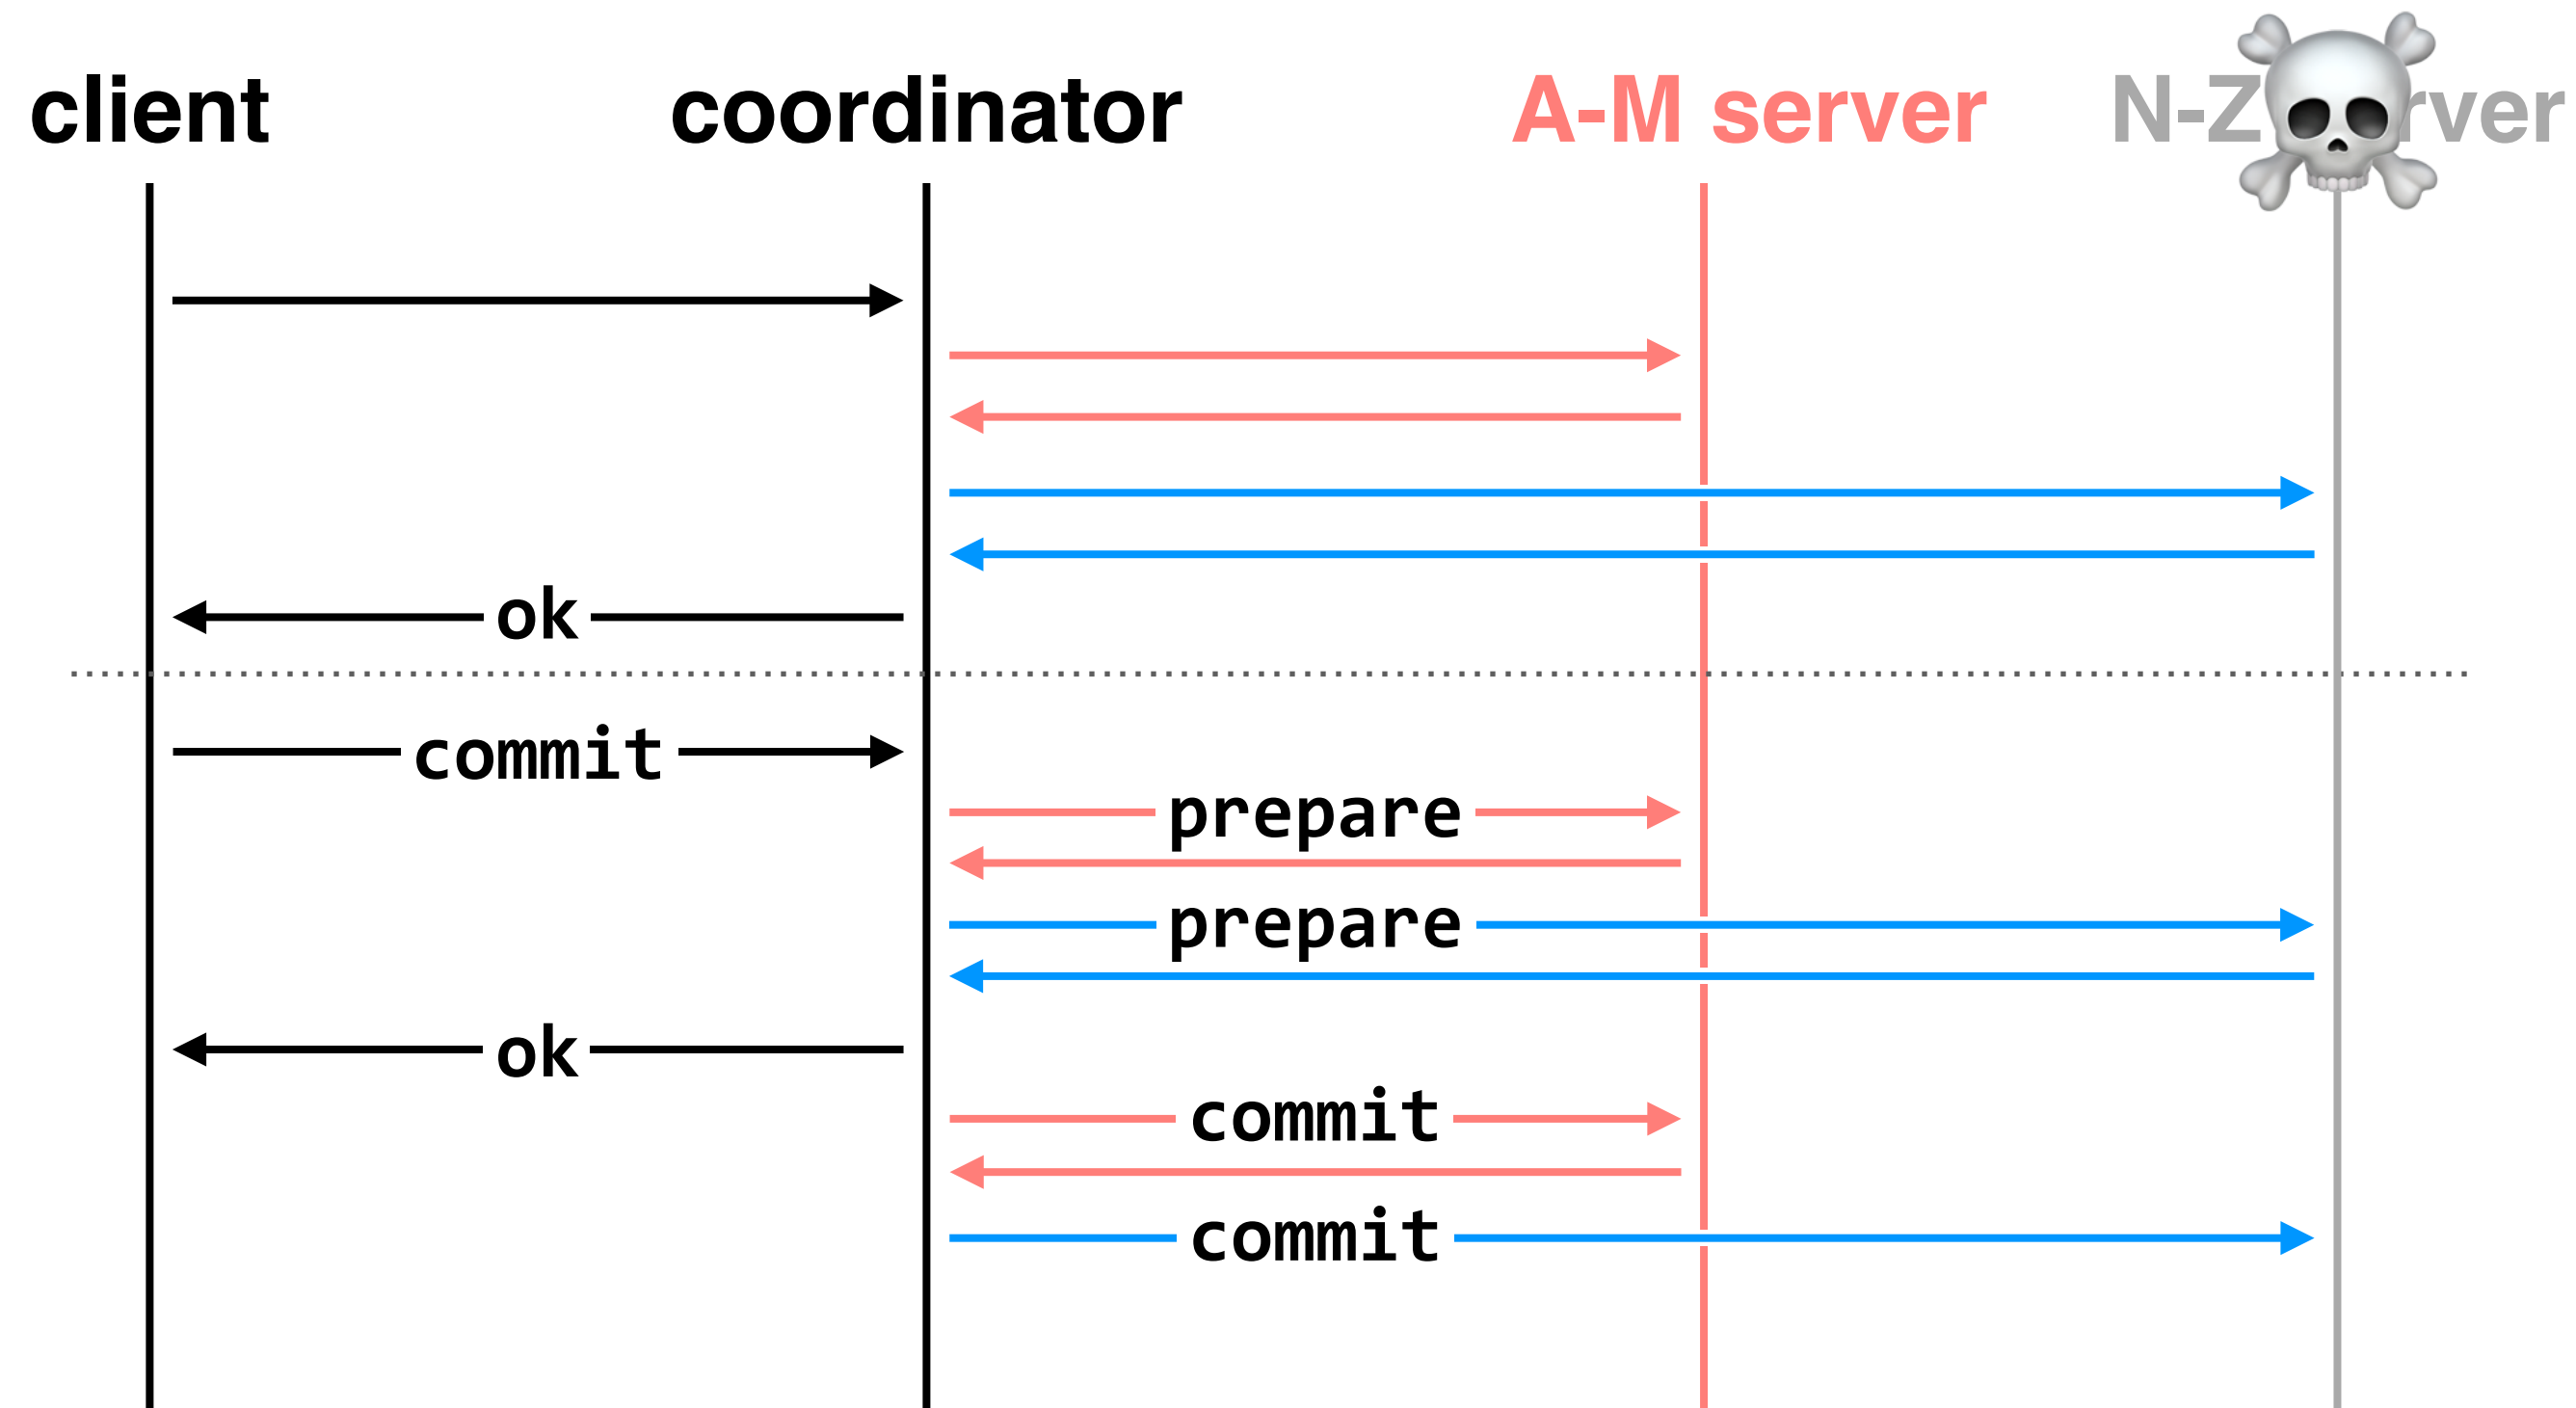 client
coordinator
A-M server
N-Z rver
ok
commit
prepare
prepare
ok
commit
commit